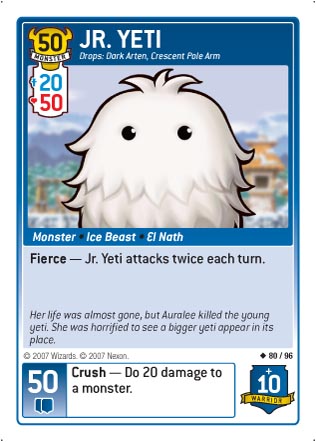 50
MONSTER
JR. YETI
Drops: Dark Arten, Crescent Pole Arm
20
50
Monster • Ice Beast • El Nath
Fierce — Jr. Yeti attacks twice each turn.
Her life was almost gone, but Auralee killed the young
yeti. She was horrified to see a bigger yeti appear in its
place.
© 2007 Wizards. © 2007 Nexon.
◆ 80 / 96
50
Crush — Do 20 damage to
a monster.
+
10
WARRIOR